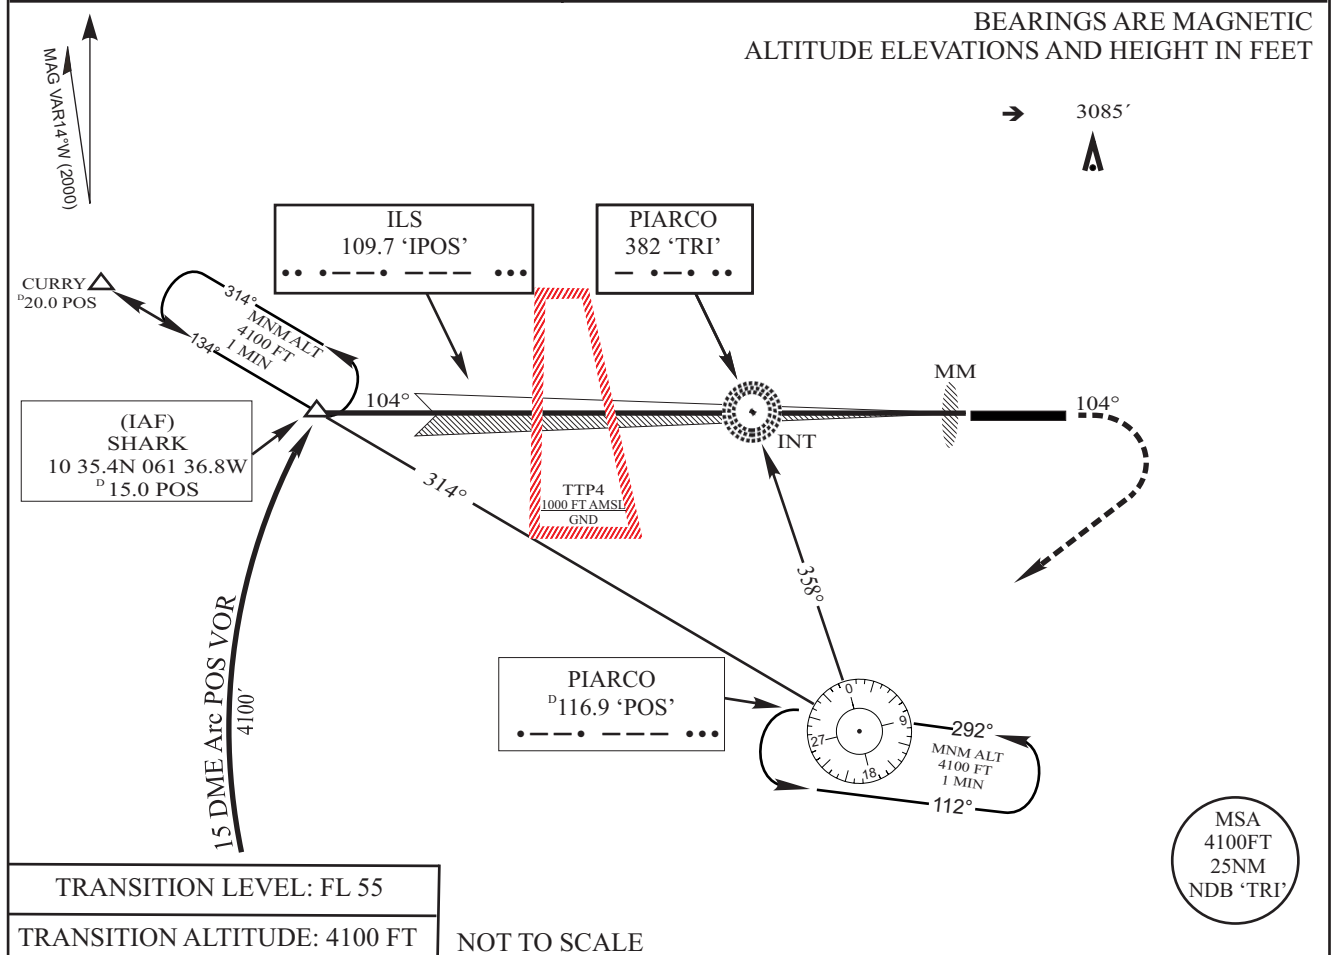 BEARINGS ARE MAGNETIC
ALTITUDE ELEVATIONS AND HEIGHT IN FEET
MAG VAR14°W (2000)
3085´
ILS
109.7 ‘IPOS’
PIARCO
382 ‘TRI’
CURRY
D20.0 POS
314°
MNM ALT
4100 FT
1 MIN
134°
104°
MM
104°
(IAF)
SHARK
10 35.4N 061 36.8W
D 15.0 POS
INT
314°
TTP4
1000 FT AMSL
GND
358°
15 DME Arc POS VOR
4100´
PIARCO
D116.9 ‘POS’
0
9
18
27
292°
MNM ALT
4100 FT
1 MIN
112°
MSA
4100FT
25NM
NDB ‘TRI’
TRANSITION LEVEL: FL 55
TRANSITION ALTITUDE: 4100 FT
NOT TO SCALE